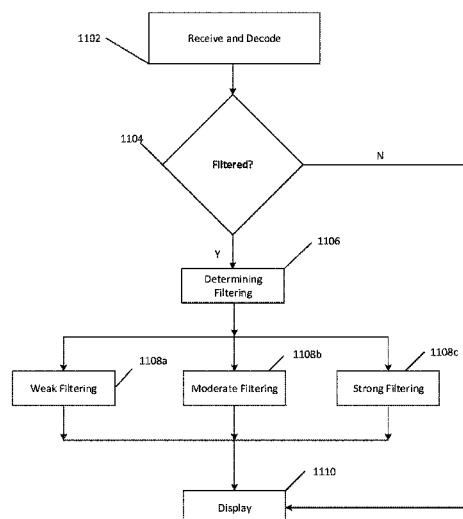 Receive and Decode
1102
1104
Filtered?
N
Y
1106
Determining
Filtering
1108a
1108b
1108c
Weak Filtering
Moderate Filtering
Strong Filtering
1110
Display